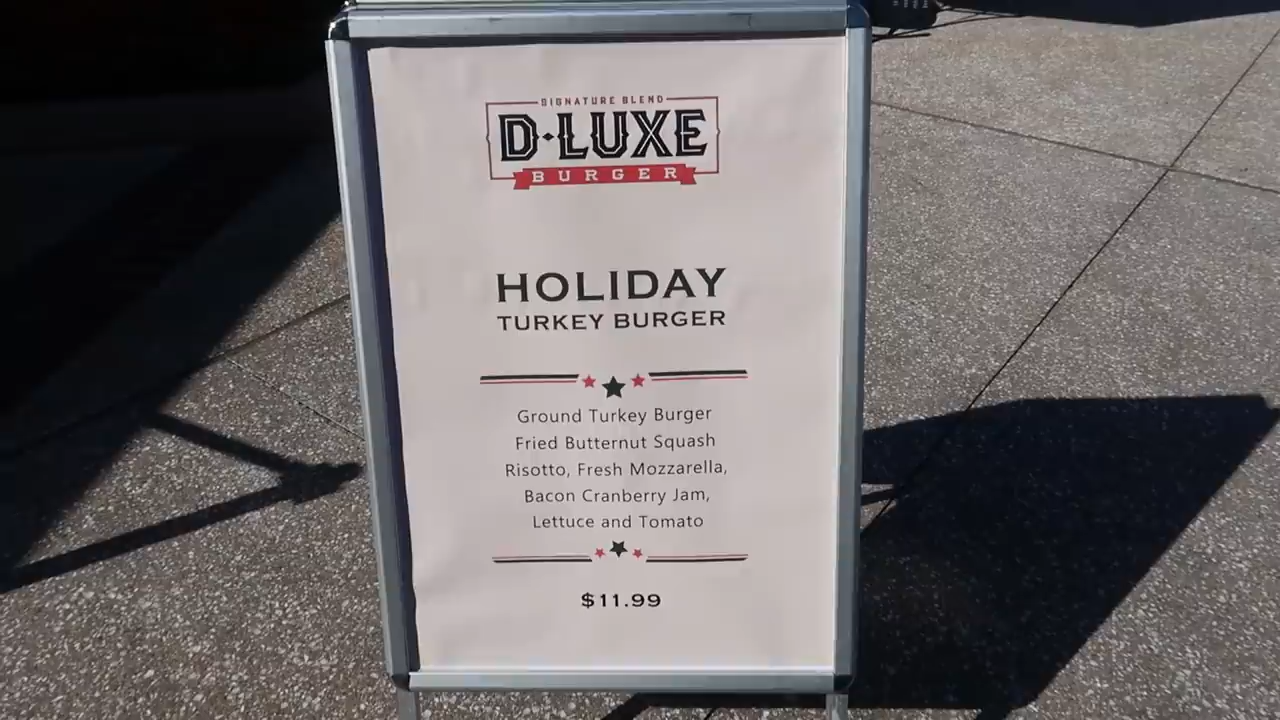 SIGNATURE BLEND
D-LUXE
BURGER
HOLIDAY
TURKEY BURGER
Ground Turkey Burger
Fried Butternut Squash
Risotto, Fresh Mozzarella,
Bacon Cranberry Jam,
Lettuce and Tomato
$11.99